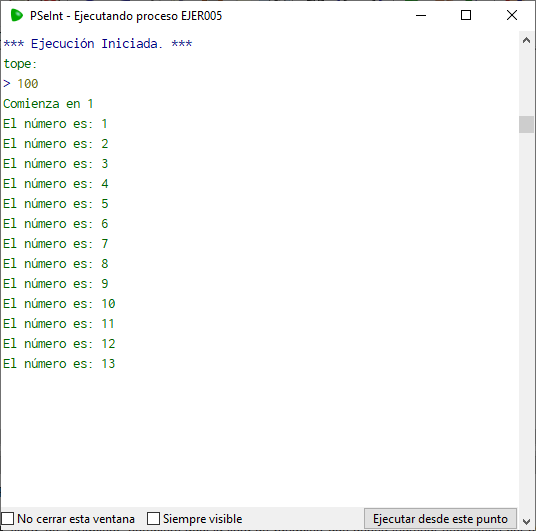 PSeInt - Ejecutando proceso EJER005
*** Ejecución Iniciada. ***
tope:
> 100
Comienza en 1
El número es: 1
El número es: 2
El número es: 3
El número es: 4
El número es: 5
El número es: 6
El número es: 7
El número es: 8
El número es: 9
El número es: 10
El número es: 11
El número es: 12
El número es: 13
No cerrar esta ventana Siempre visible Ejecutar desde este punto